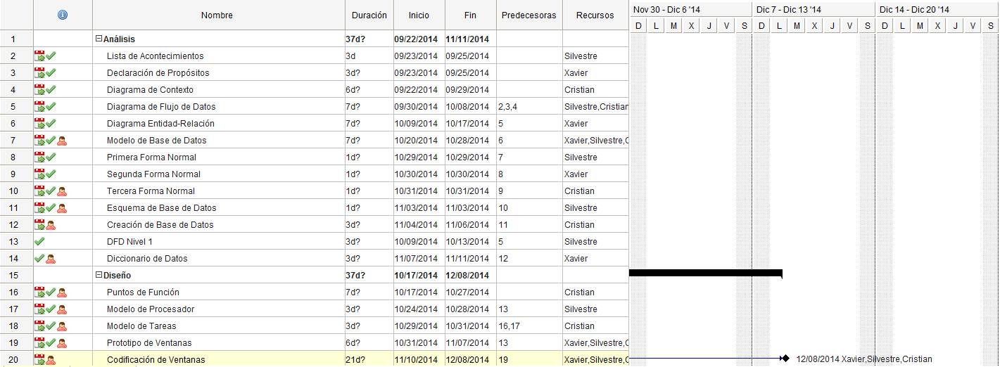 Nombre Duración Inicio Fin Predecesoras Recursos
Nov 30 - Dic 6 '14 Dic 7 - Dic 13 '14 Dic 14 - Dic 20 '14
D L M X J V S D L M X J V S D L M X J V S
1 Análisis 37d? 09/22/2014 11/11/2014
2 Lista de Acontecimientos 3d 09/23/2014 09/25/2014 Silvestre
3 Declaración de Propósitos 3d? 09/23/2014 09/25/2014 Xavier
4 Diagrama de Contexto 6d? 09/22/2014 09/29/2014 Cristian
5 Diagrama de Flujo de Datos 7d? 09/30/2014 10/08/2014 2,3,4 Silvestre,Cristian
6 Diagrama Entidad-Relación 7d? 10/09/2014 10/17/2014 5 Xavier
7 Modelo de Base de Datos 7d? 10/20/2014 10/28/2014 6 Xavier,Silvestre,C
8 Primera Forma Normal 1d? 10/29/2014 10/29/2014 7 Silvestre
9 Segunda Forma Normal 1d? 10/30/2014 10/30/2014 8 Xavier
10 Tercera Forma Normal 1d? 10/31/2014 10/31/2014 9 Cristian
11 Esquema de Base de Datos 1d? 11/03/2014 11/03/2014 10 Silvestre
12 Creación de Base de Datos 3d? 11/04/2014 11/06/2014 11 Cristian
13 DFD Nivel 1 3d? 10/09/2014 10/13/2014 5 Silvestre
14 Diccionario de Datos 3d? 11/07/2014 11/11/2014 12 Xavier
15 Diseño 37d? 10/17/2014 12/08/2014
16 Puntos de Función 7d? 10/17/2014 10/27/2014 Cristian
17 Modelo de Procesador 3d? 10/24/2014 10/28/2014 13 Silvestre
18 Modelo de Tareas 3d? 10/29/2014 10/31/2014 16,17 Cristian
19 Prototipo de Ventanas 6d? 10/31/2014 11/07/2014 13 Xavier,Silvestre,C
20 Codificación de Ventanas 21d? 11/10/2014 12/08/2014 19 Xavier,Silvestre,C 12/08/2014 Xavier,Silvestre,Cristian